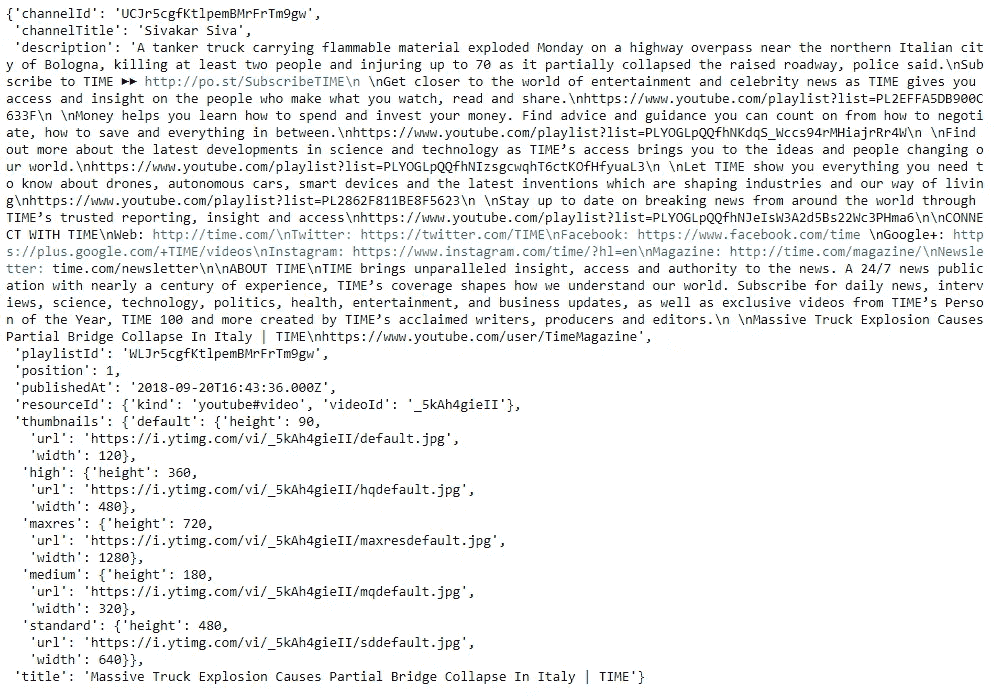 {'channelId': 'UCJr5cgfKtlpemBMrFrTm9gw',
'channelTitle': 'Sivakar Siva',
'description': 'A tanker truck carrying flammable material exploded Monday on a highway overpass near the northern Italian cit
y of Bologna, killing at least two people and injuring up to 70 as it partially collapsed the raised roadway, police said.\nSub
scribe to TIME ▶▶ http://po.st/SubscribeTIME\n \nGet closer to the world of entertainment and celebrity news as TIME gives you
access and insight on the people who make what you watch, read and share.\nhttps://www.youtube.com/playlist?list=PL2EFFA5DB900C
633F\n \nMoney helps you learn how to spend and invest your money. Find advice and guidance you can count on from how to negoti
ate, how to save and everything in between.\nhttps://www.youtube.com/playlist?list=PLYOGLpQQfhNKdqS_Wccs94rMHiajrRr4W\n \nFind
out more about the latest developments in science and technology as TIME’s access brings you to the ideas and people changing o
ur world.\nhttps://www.youtube.com/playlist?list=PLYOGLpQQfhNIzsgcwqhT6ctKOfHfyuaL3\n \nLet TIME show you everything you need t
o know about drones, autonomous cars, smart devices and the latest inventions which are shaping industries and our way of livin
g\nhttps://www.youtube.com/playlist?list=PL2862F811BE8F5623\n \nStay up to date on breaking news from around the world through
TIME’s trusted reporting, insight and access\nhttps://www.youtube.com/playlist?list=PLYOGLpQQfhNJeIsW3A2d5Bs22Wc3PHma6\n\nCONNE
CT WITH TIME\nWeb: http://time.com/\nTwitter: https://twitter.com/TIME\nFacebook: https://www.facebook.com/time \nGoogle+: http
s://plus.google.com/+TIME/videos\nInstagram: https://www.instagram.com/time/?hl=en\nMagazine: http://time.com/magazine/\nNewsle
tter: time.com/newsletter\n\nABOUT TIME\nTIME brings unparalleled insight, access and authority to the news. A 24/7 news public
ation with nearly a century of experience, TIME’s coverage shapes how we understand our world. Subscribe for daily news, interv
iews, science, technology, politics, health, entertainment, and business updates, as well as exclusive videos from TIME’s Perso
n of the Year, TIME 100 and more created by TIME’s acclaimed writers, producers and editors.\n \nMassive Truck Explosion Causes
Partial Bridge Collapse In Italy | TIME\nhttps://www.youtube.com/user/TimeMagazine',
'playlistId': 'WLJr5cgfKtlpemBMrFrTm9gw',
'position': 1,
'publishedAt': '2018-09-20T16:43:36.000Z',
'resourceId': {'kind': 'youtube#video', 'videoId': '_5kAh4gieII'},
'thumbnails': {'default': {'height': 90,
'url': 'https://i.ytimg.com/vi/_5kAh4gieII/default.jpg',
'width': 120},
'high': {'height': 360,
'url': 'https://i.ytimg.com/vi/_5kAh4gieII/hqdefault.jpg',
'width': 480},
'maxres': {'height': 720,
'url': 'https://i.ytimg.com/vi/_5kAh4gieII/maxresdefault.jpg',
'width': 1280},
'medium': {'height': 180,
'url': 'https://i.ytimg.com/vi/_5kAh4gieII/mqdefault.jpg',
'width': 320},
'standard': {'height': 480,
'url': 'https://i.ytimg.com/vi/_5kAh4gieII/sddefault.jpg',
'width': 640}},
'title': 'Massive Truck Explosion Causes Partial Bridge Collapse In Italy | TIME'}